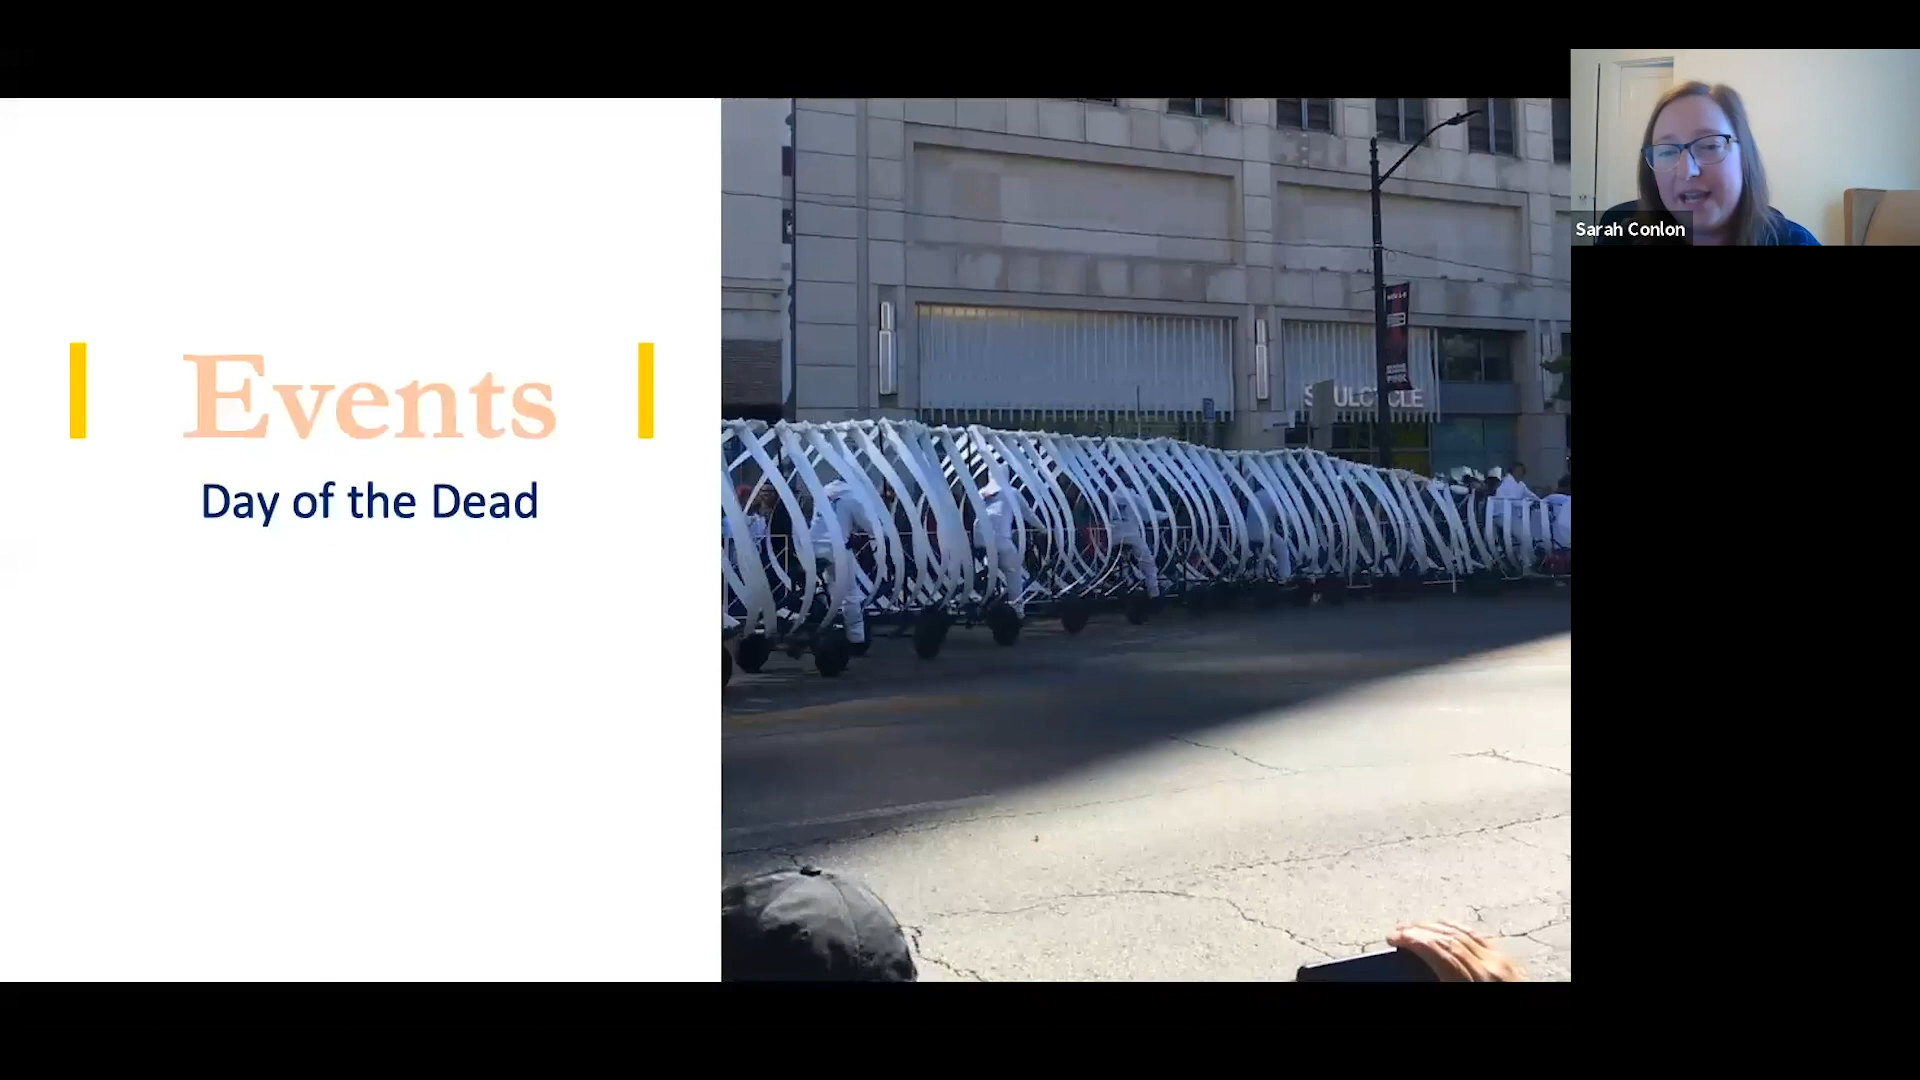 Events
Day of the Dead
Sarah Conlon